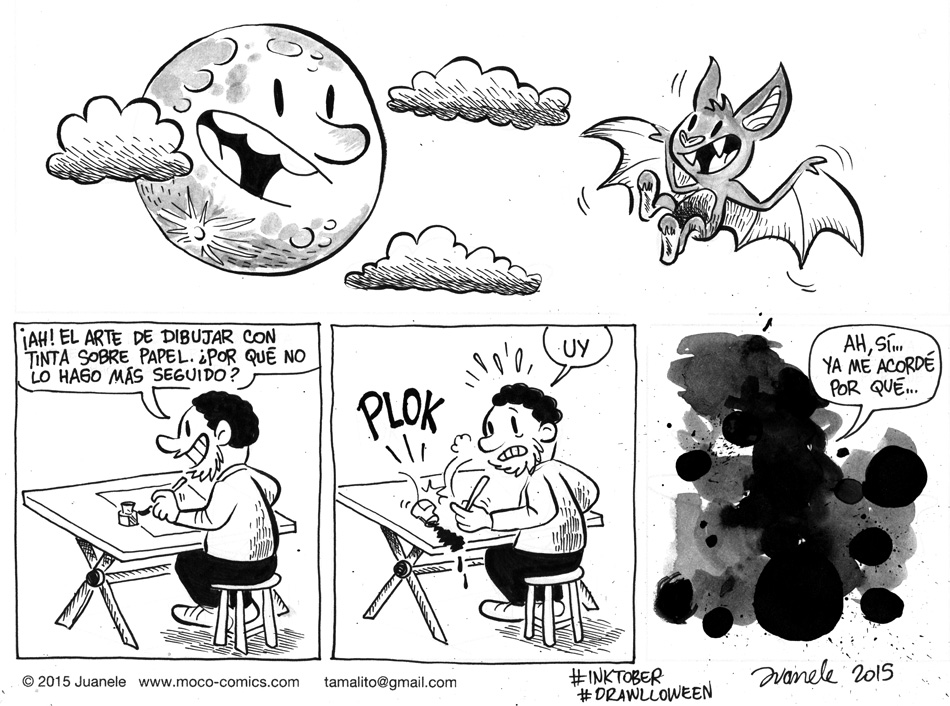 ¡AH! EL ARTE DE DIBUJAR CON
TINTA SOBRE PAPEL. ¿POR QUÉ NO
LO HAGO MÁS SEGUIDO?
UY
PLOK
AH, SÍ...
YA ME ACORDÉ
POR QUÉ...
© 2015 Juanele www.moco-comics.com tamalito@gmail.com
#INKTOBER
#DRAWLLOWEEN
Juanele 2015